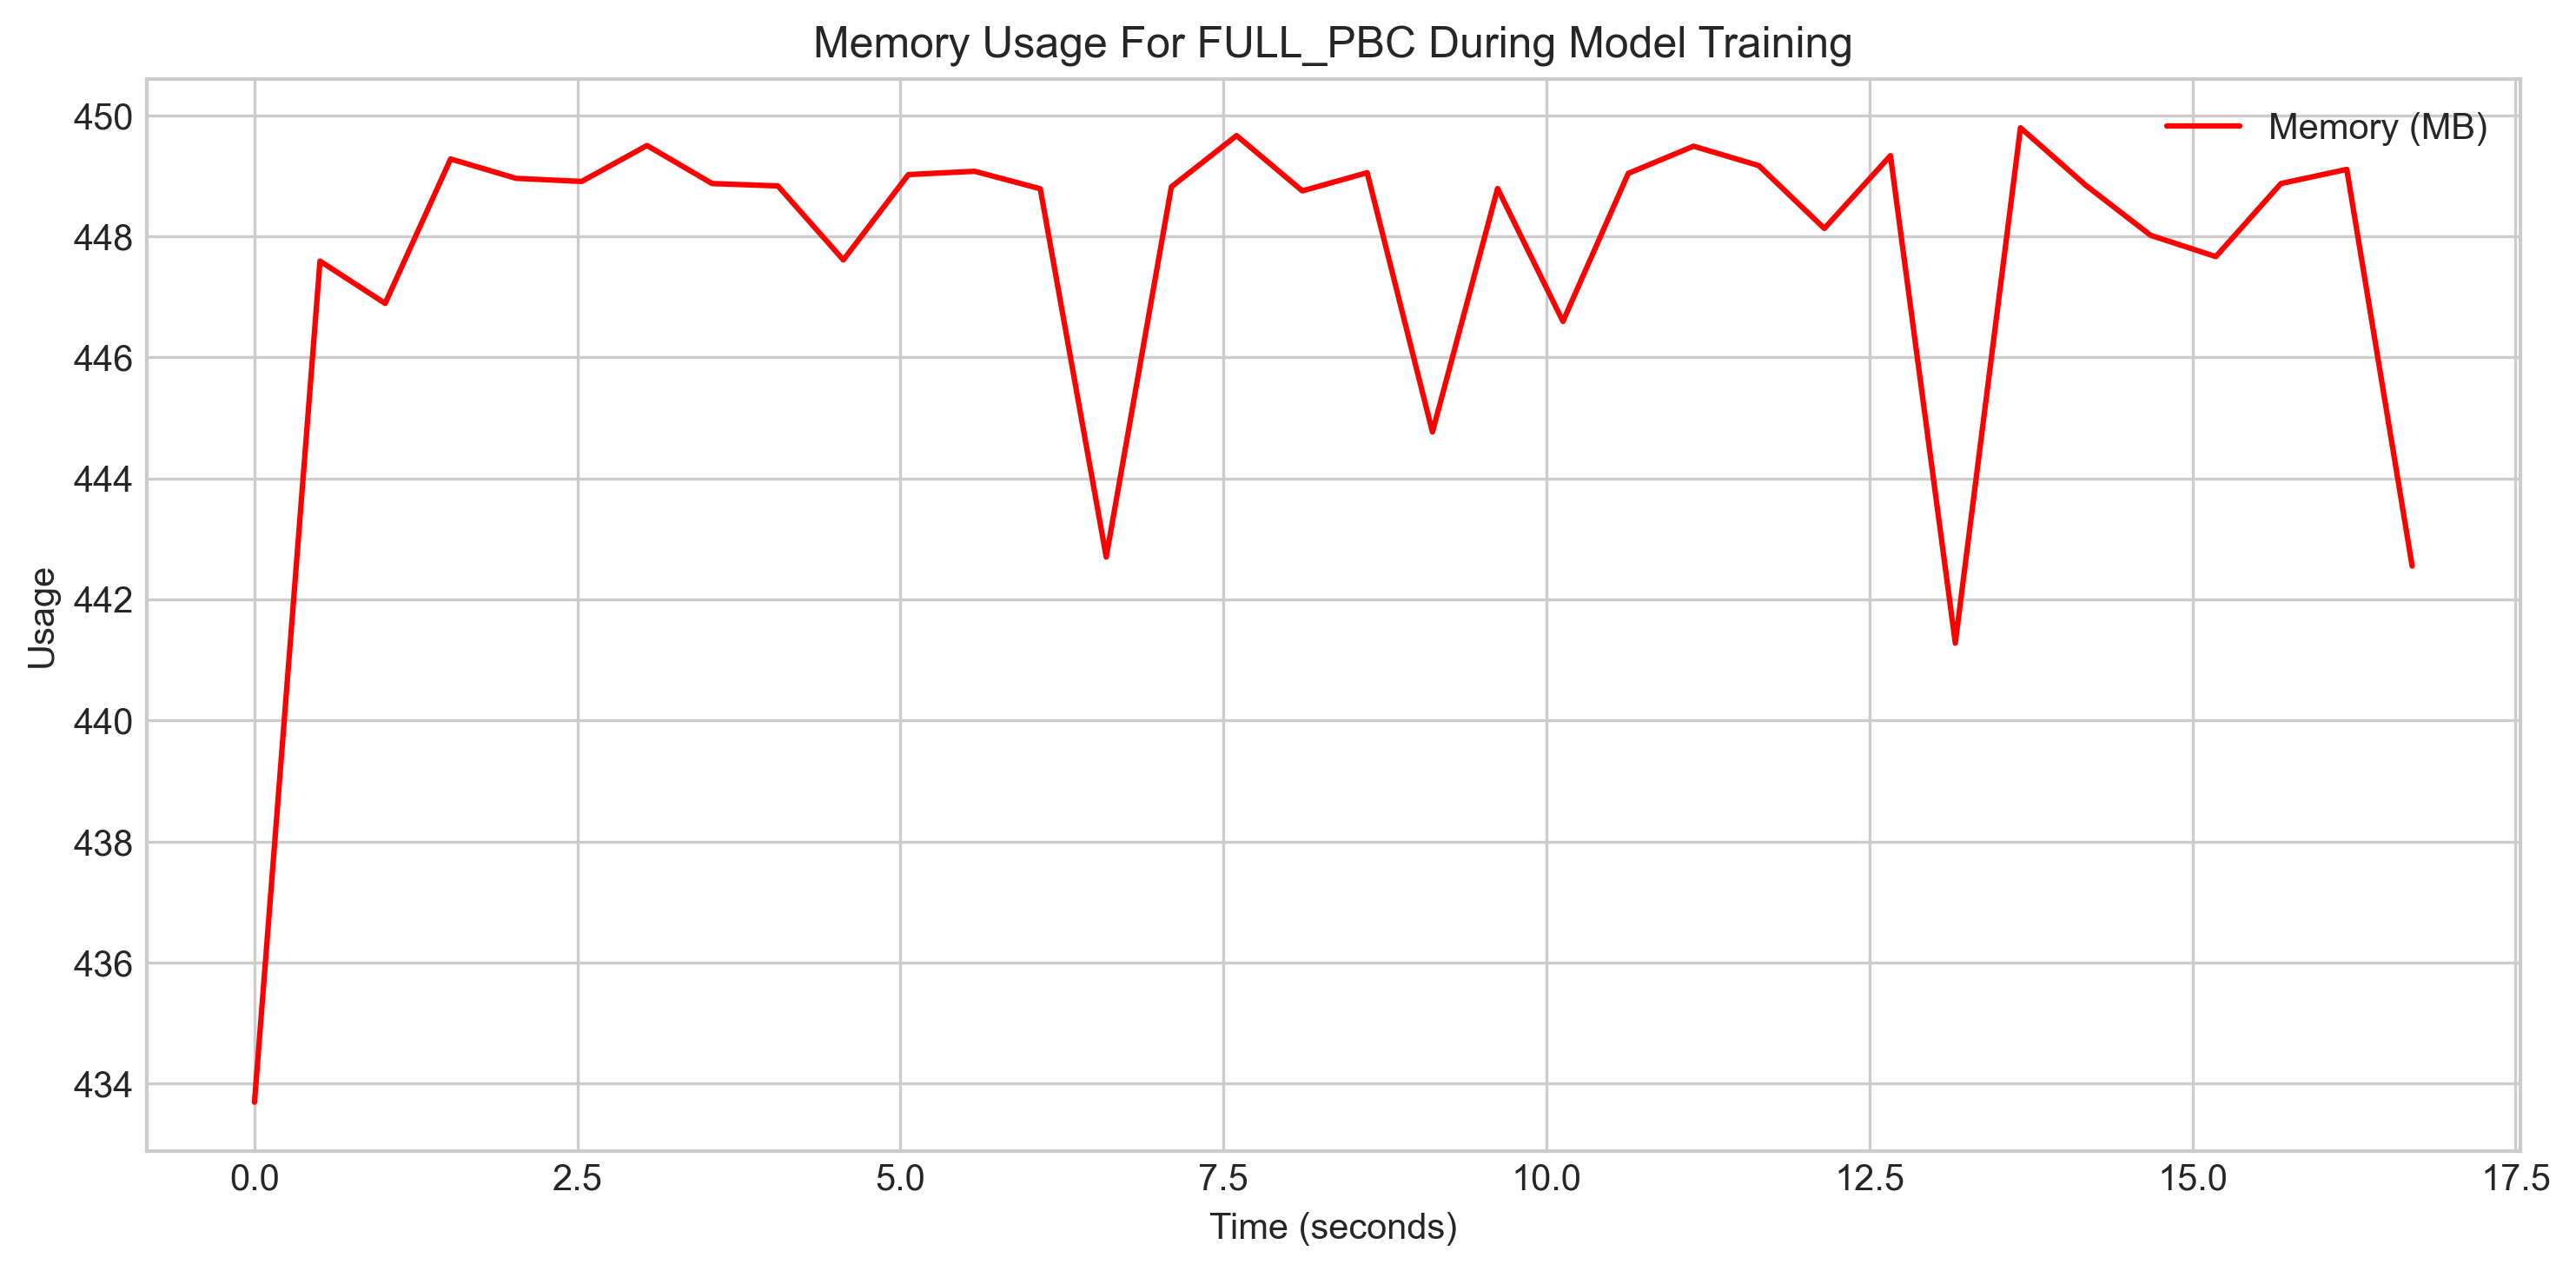 Memory Usage For FULL_PBC During Model Training
Memory (MB)
450
448
446
444
442
440
438
436
434
Usage
0.0 2.5 5.0 7.5 10.0 12.5 15.0 17.5
Time (seconds)